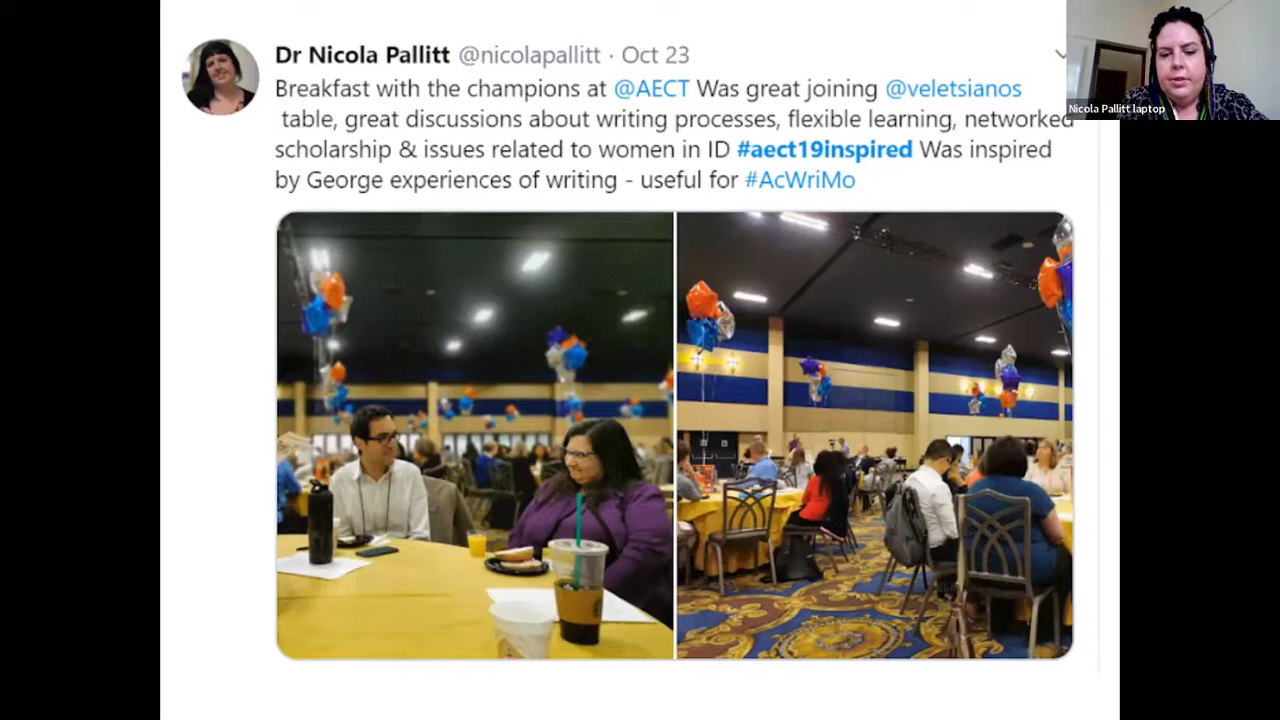 Dr Nicola Pallitt @nicolapallitt · Oct 23
Breakfast with the champions at @AECT Was great joining @veletsianos
table, great discussions about writing processes, flexible learning, networked
scholarship & issues related to women in ID #aect19inspired Was inspired
by George experiences of writing - useful for #AcWriMo
Nicola Pallitt laptop